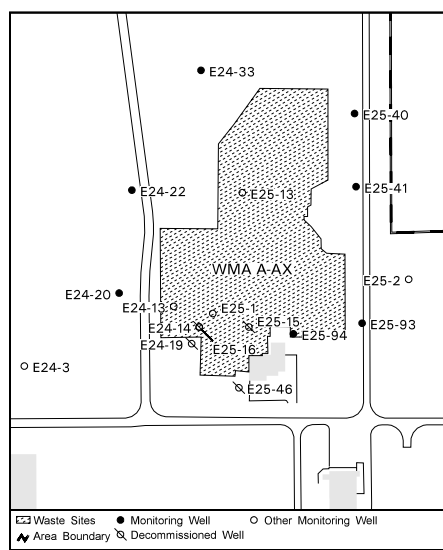 E24-33
E25-40
E25-13
E25-41
E24-22
WMA A-AX
E25-2
E24-20
E24-13
E25-1
E24-14
E25-15
E25-93
E24-19
E25-16
E25-94
E24-3
E25-46
Waste Sites
Monitoring Well
Other Monitoring Well
Area Boundary
Decommissioned Well